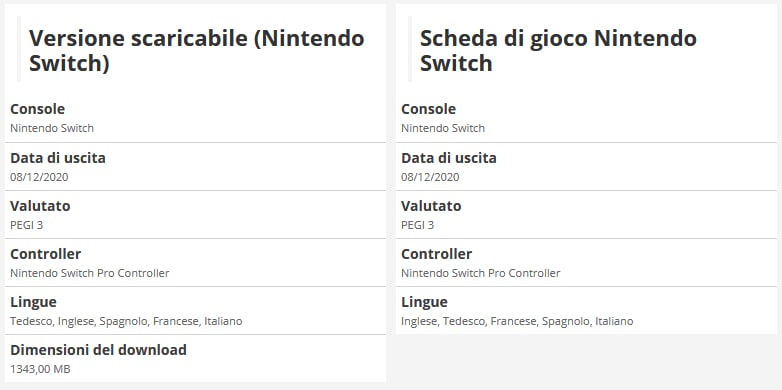 Versione scaricabile (Nintendo
Switch)
Console
Nintendo Switch
Data di uscita
08/12/2020
Valutato
PEGI 3
Controller
Nintendo Switch Pro Controller
Lingue
Tedesco, Inglese, Spagnolo, Francese, Italiano
Dimensioni del download
1343,00 MB
Scheda di gioco Nintendo
Switch
Console
Nintendo Switch
Data di uscita
08/12/2020
Valutato
PEGI 3
Controller
Nintendo Switch Pro Controller
Lingue
Inglese, Tedesco, Francese, Spagnolo, Italiano